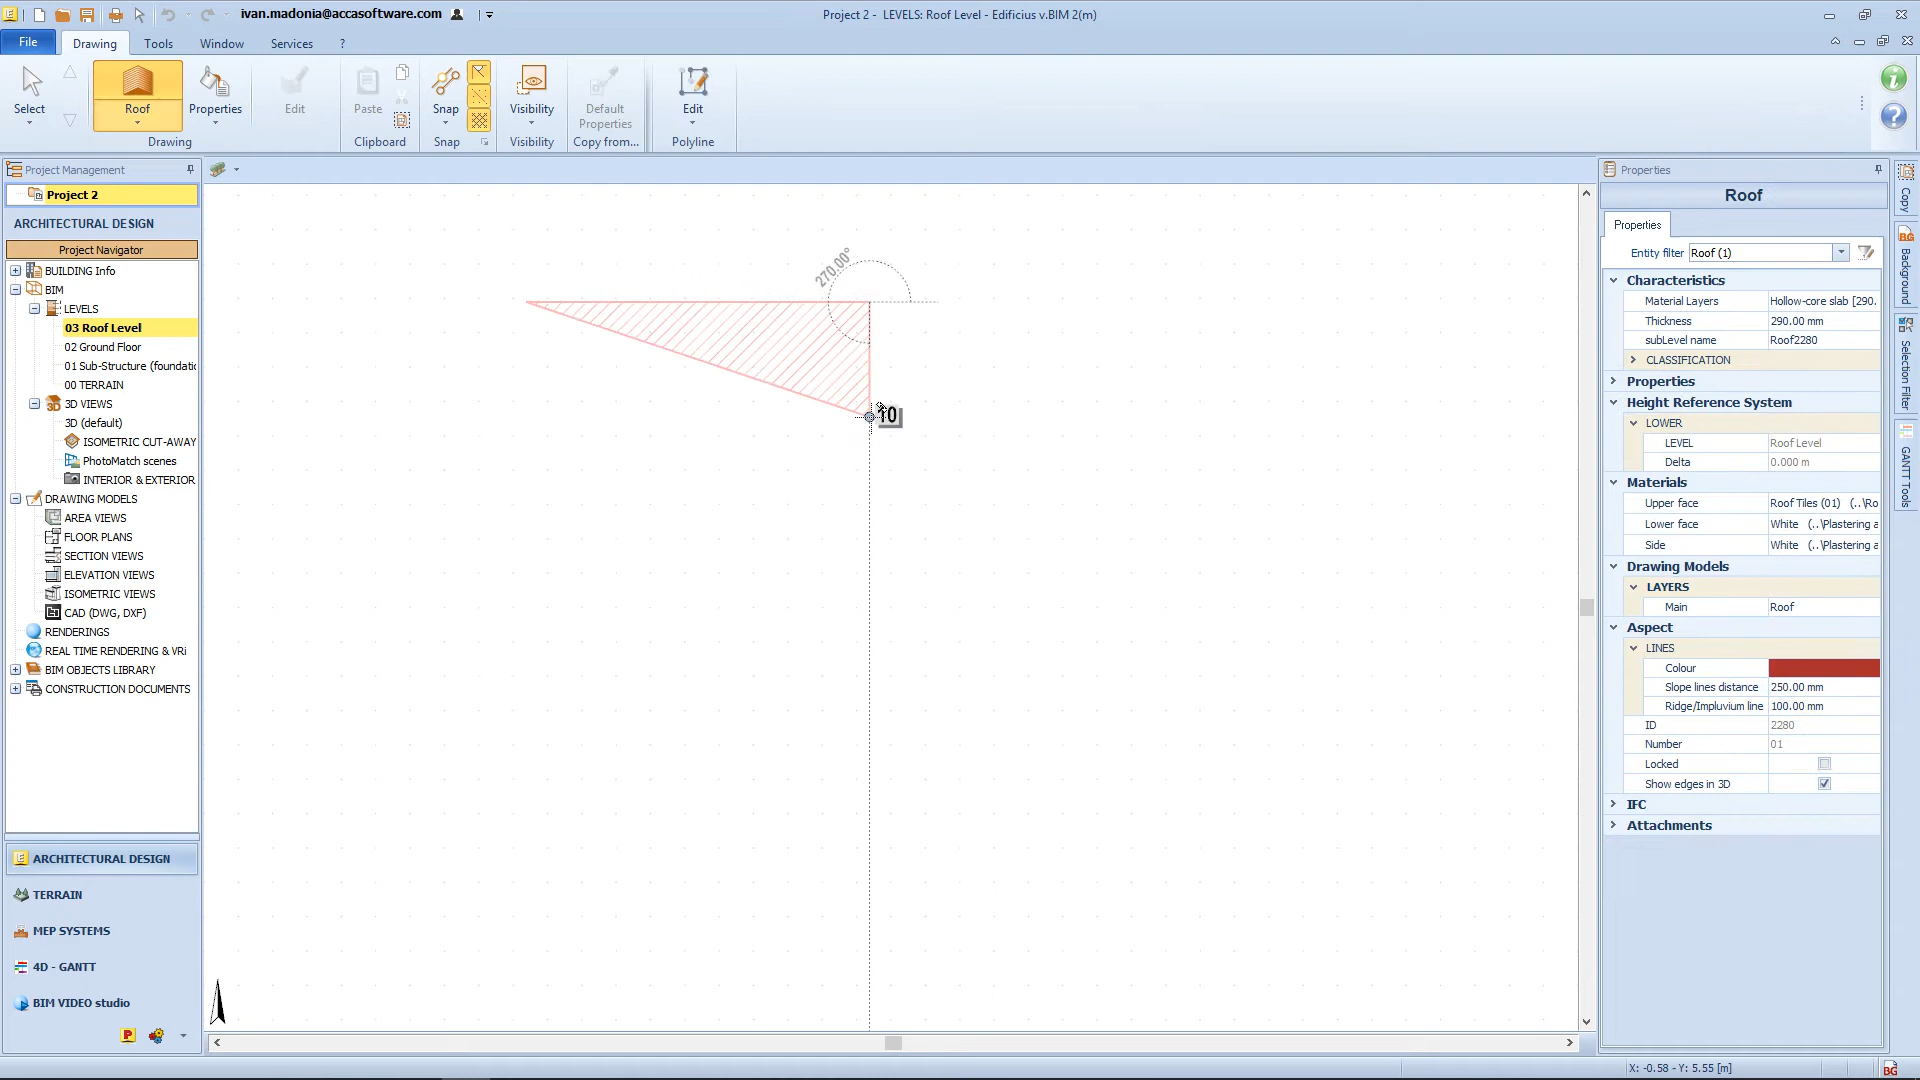 ivan.madonia@accasoftware.com
Project 2 - LEVELS: Roof Level - Edificius v.BIM 2(m)
File
Drawing
Tools
Window
Services
?
Select
Roof
Properties
Edit
Paste
Snap
Visibility
Default Properties
Edit
Drawing
Clipboard
Snap
Visibility
Copy from...
Polyline
Project Management
Project 2
ARCHITECTURAL DESIGN
Project Navigator
BUILDING Info
BIM
LEVELS
03 Roof Level
02 Ground Floor
01 Sub-Structure (foundatio
00 TERRAIN
3D VIEWS
3D (default)
ISOMETRIC CUT-AWAY
PhotoMatch scenes
INTERIOR & EXTERIOR
DRAWING MODELS
AREA VIEWS
FLOOR PLANS
SECTION VIEWS
ELEVATION VIEWS
ISOMETRIC VIEWS
CAD (DWG, DXF)
RENDERINGS
REAL TIME RENDERING & VRi
BIM OBJECTS LIBRARY
CONSTRUCTION DOCUMENTS
ARCHITECTURAL DESIGN
TERRAIN
MEP SYSTEMS
4D - GANTT
BIM VIDEO studio
270.00°
10
Properties
Roof
Properties
Entity filter Roof (1)
Characteristics
Material Layers Hollow-core slab [290.
Thickness 290.00 mm
subLevel name Roof2280
CLASSIFICATION
Properties
Height Reference System
LOWER
LEVEL Roof Level
Delta 0.000 m
Materials
Upper face Roof Tiles (01) (..\Ro
Lower face White (..\Plastering a
Side White (..\Plastering a
Drawing Models
LAYERS
Main Roof
Aspect
LINES
Colour
Slope lines distance 250.00 mm
Ridge/Impluvium line 100.00 mm
ID 2280
Number 01
Locked
Show edges in 3D
IFC
Attachments
Copy
Background
Selection Filter
GANTT Tools
X: -0.58 - Y: 5.55 [m]
BG